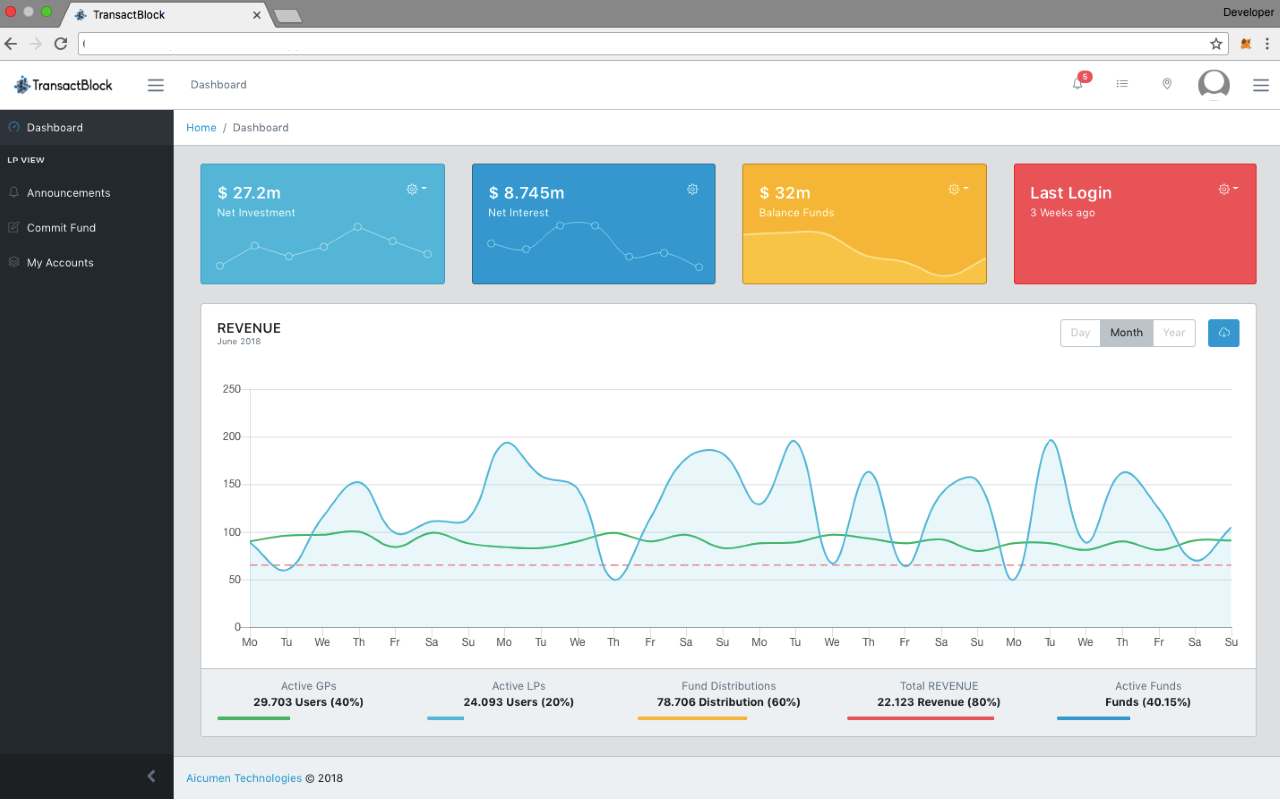 TransactBlock
Developer
TransactBlock
Dashboard
5
Dashboard
LP VIEW
Announcements
Commit Fund
My Accounts
Home / Dashboard
$ 27.2m
Net Investment
$ 8.745m
Net Interest
$ 32m
Balance Funds
Last Login
3 Weeks ago
REVENUE
June 2018
Day Month Year
250
200
150
100
50
0
Mo Tu We Th Fr Sa Su Mo Tu We Th Fr Sa Su Mo Tu We Th Fr Sa Su Mo Tu We Th Fr Sa Su
Active GPs
29.703 Users (40%)
Active LPs
24.093 Users (20%)
Fund Distributions
78.706 Distribution (60%)
Total REVENUE
22.123 Revenue (80%)
Active Funds
Funds (40.15%)
Aicumen Technologies © 2018